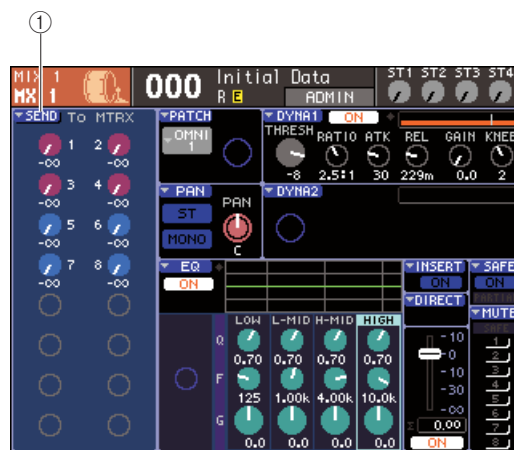 ①
MIX 1
MX 1
000
Initial Data
R E
ADMIN
ST1 ST2 ST3 ST4
SEND To MTRX
1 2
-∞ -∞
3 4
-∞ -∞
5 6
-∞ -∞
7 8
-∞ -∞
PATCH
OMNI
1
DYNA1 ON
THRESH RATIO ATK REL GAIN KNEE
-8 2.5:1 30 229m 0.0 2
PAN
ST
MONO
PAN
C
DYNA2
EQ
ON
INSERT
ON
DIRECT
SAFE
ON
PARTIAL
MUTE
SAFE
1
2
3
4
5
6
7
8
LOW L-MID H-MID HIGH
Q
0.70 0.70 0.70 0.70
F
125 1.00k 4.00k 10.0k
G
0.0 0.0 0.0 0.0
10
0
-10
-30
-∞
Σ 0.00
ON